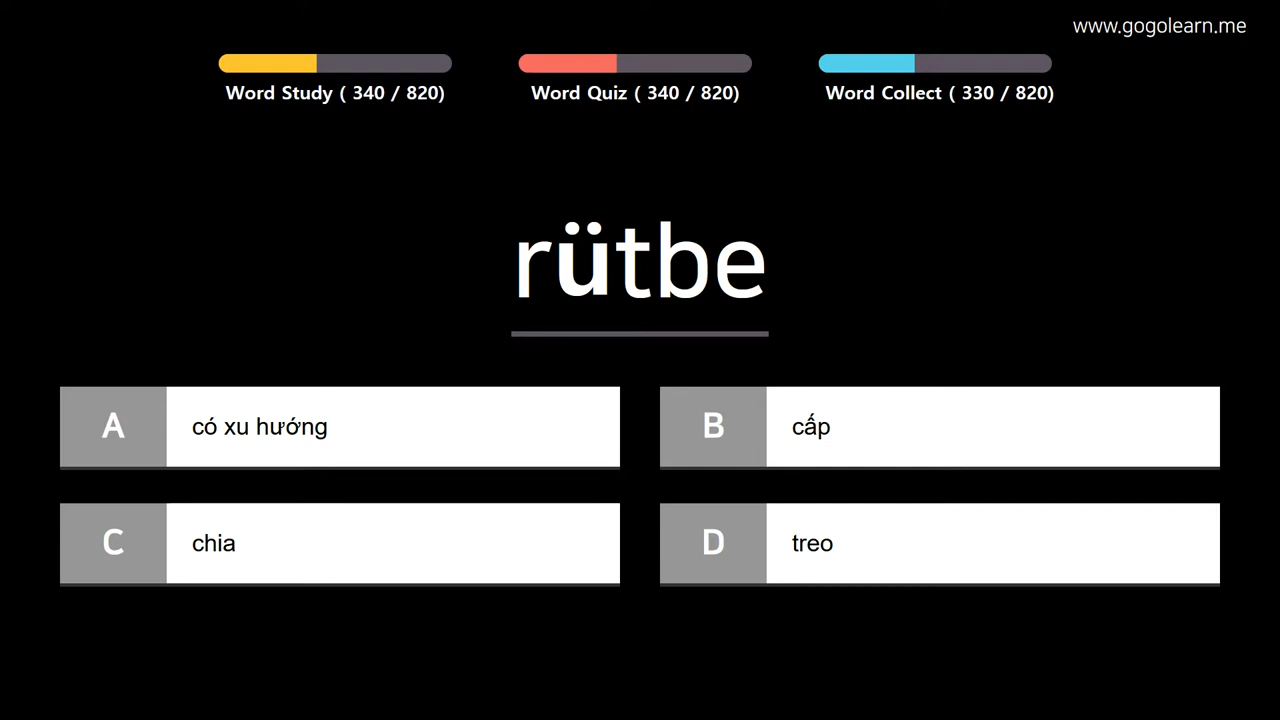 www.gogolearn.me
Word Study ( 340 / 820)
Word Quiz ( 340 / 820)
Word Collect ( 330 / 820)
rütbe
A có xu hướng
B cấp
C chia
D treo